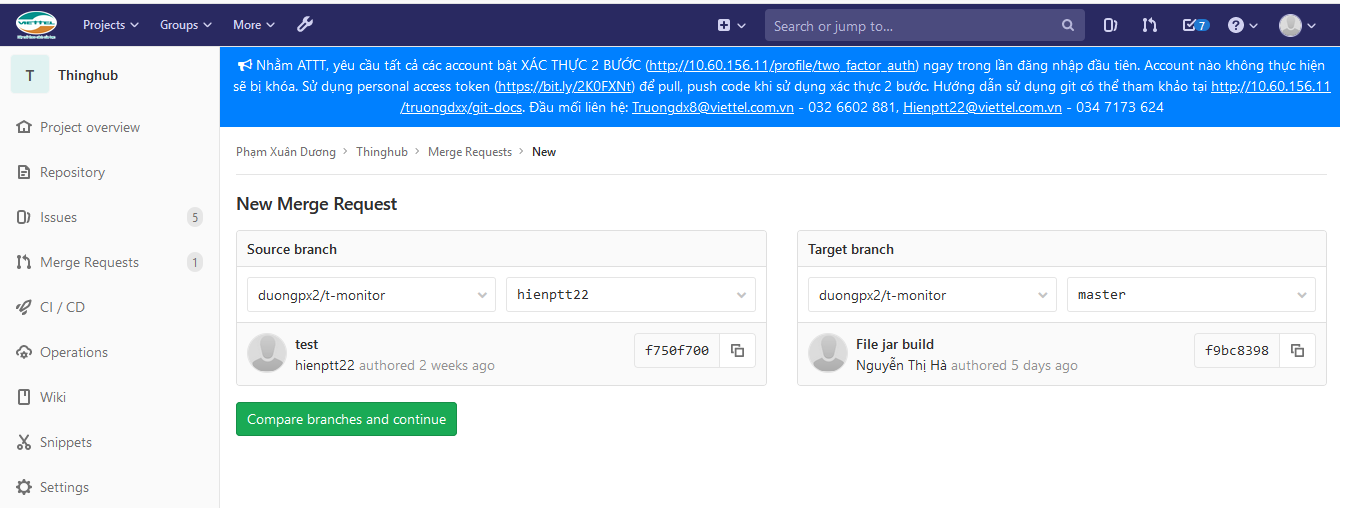 VIETTEL
Projects Groups More Search or jump to... 7
T Thinghub
Nhằm ATTT, yêu cầu tất cả các account bật XÁC THỰC 2 BƯỚC (http://10.60.156.11/profile/two_factor_auth) ngay trong lần đăng nhập đầu tiên. Account nào không thực hiện
sẽ bị khóa. Sử dụng personal access token (https://bit.ly/2K0FXNt) để pull, push code khi sử dụng xác thực 2 bước. Hướng dẫn sử dụng git có thể tham khảo tại http://10.60.156.11
/truongdxx/git-docs. Đầu mối liên hệ: Truongdx8@viettel.com.vn - 032 6602 881, Hienptt22@viettel.com.vn - 034 7173 624
Project overview
Repository
Issues 5
Merge Requests 1
CI / CD
Operations
Wiki
Snippets
Settings
Phạm Xuân Dương > Thinghub > Merge Requests > New
New Merge Request
Source branch
duongpx2/t-monitor hienptt22
test
hienptt22 authored 2 weeks ago
f750f700
Target branch
duongpx2/t-monitor master
File jar build
Nguyễn Thị Hà authored 5 days ago
f9bc8398
Compare branches and continue